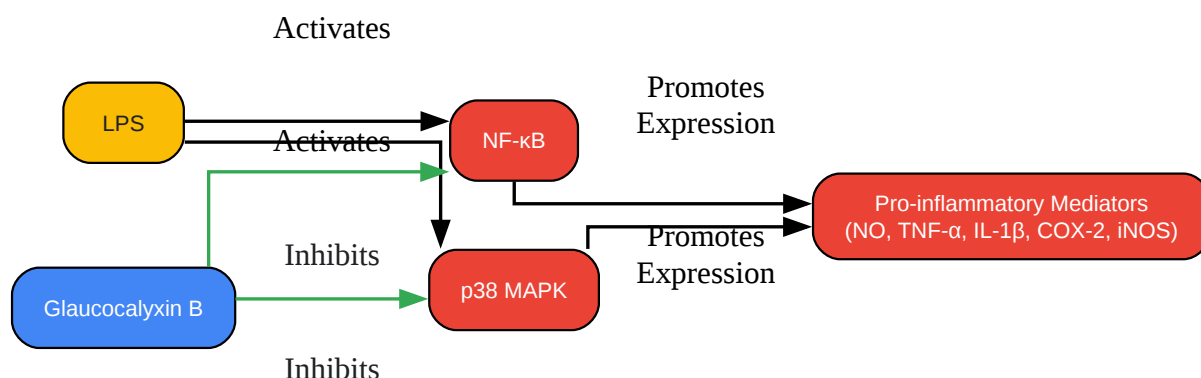 Activates
LPS
Promotes
Expression
Activates
NF-κB
Pro-inflammatory Mediators
(NO, TNF-α, IL-1β, COX-2, iNOS)
Inhibits
Promotes
Expression
p38 MAPK
Glaucocalyxin B
Inhibits